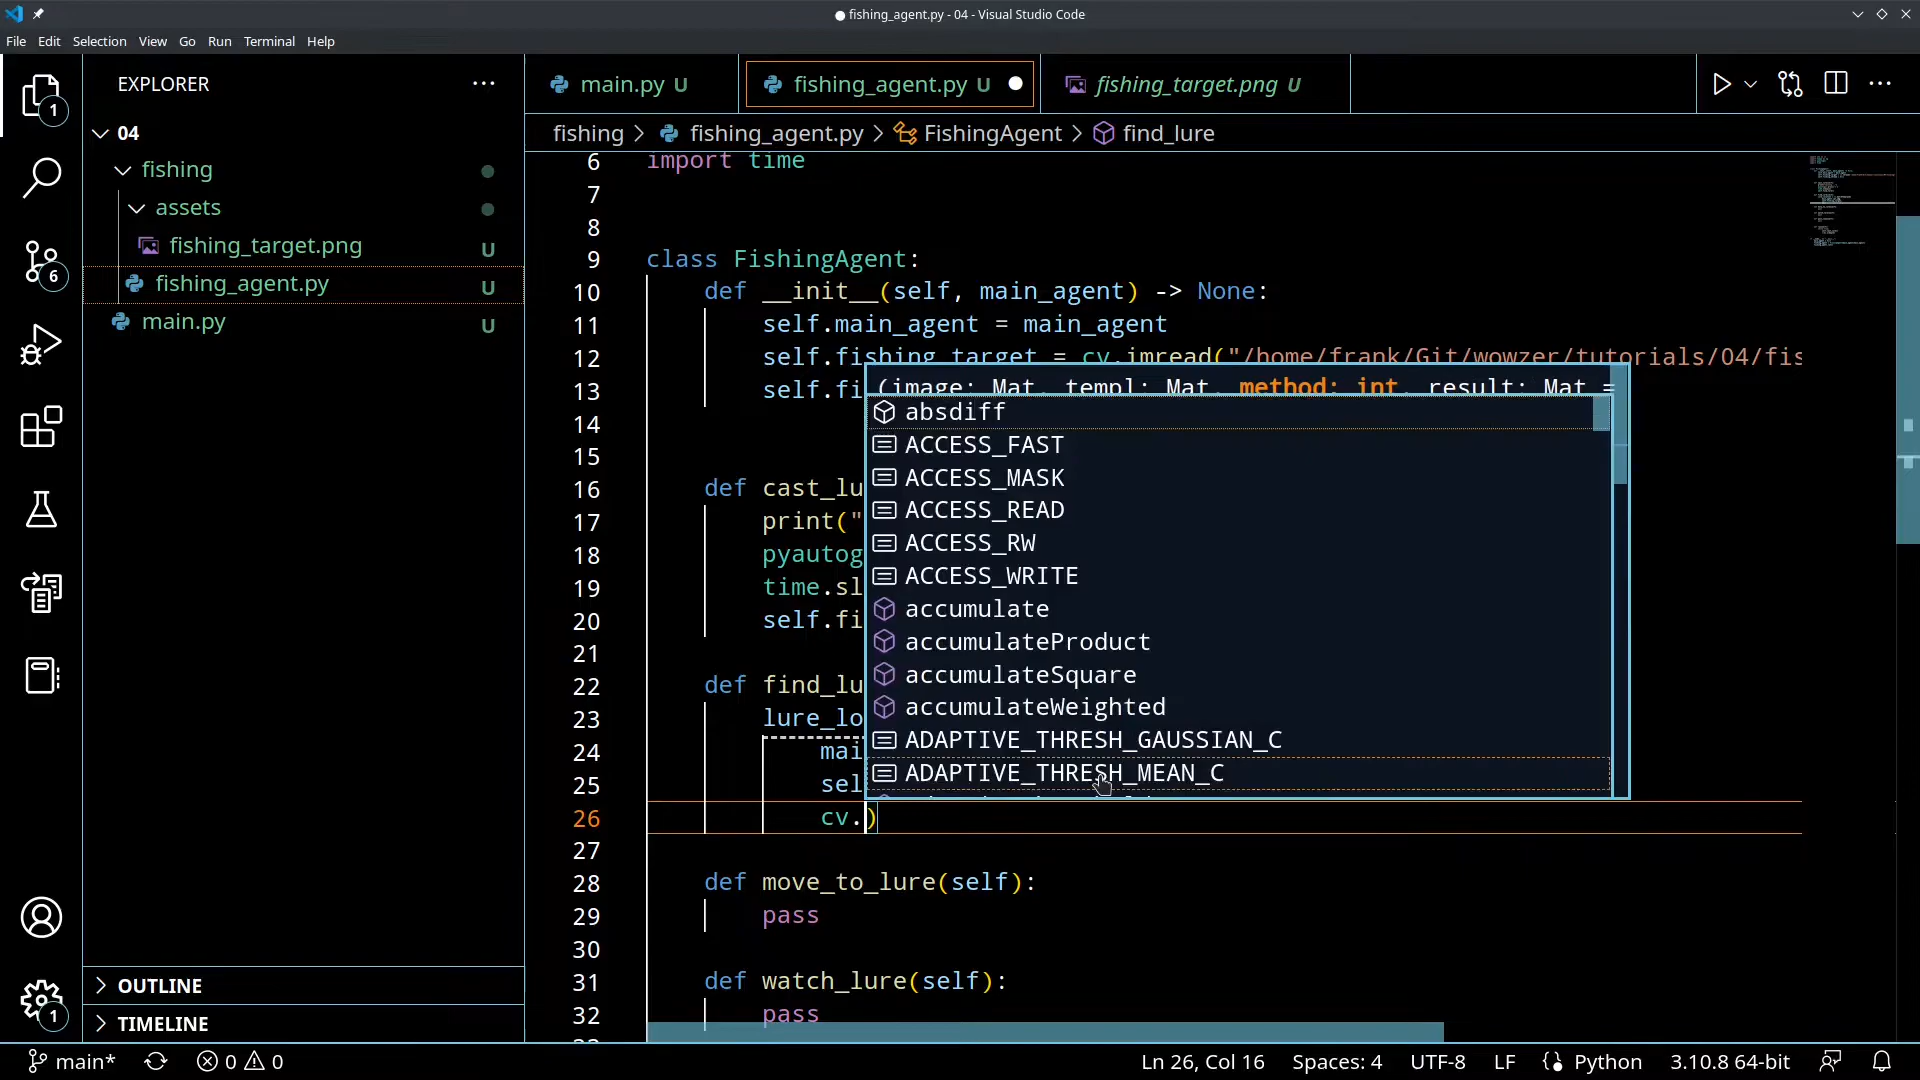 fishing_agent.py - 04 - Visual Studio Code
File Edit Selection View Go Run Terminal Help
EXPLORER
main.py U
fishing_agent.py U
fishing_target.png U
1
04
fishing > fishing_agent.py > FishingAgent > find_lure
fishing
assets
fishing_target.png U
fishing_agent.py U
main.py U
6
6 import time
7
8
9 class FishingAgent:
10 def __init__(self, main_agent) -> None:
11 self.main_agent = main_agent
12 self.fishing_target = cv.imread("/home/frank/Git/wowzer/tutorials/04/fis
13 self.fi
(image: Mat, templ: Mat, method: int, result: Mat =
14
15
16 def cast_lu
17 print("
18 pyautog
19 time.sl
20 self.fi
21
22 def find_lu
23 lure_lo
24 mai
25 sel
26 cv.)
27
28 def move_to_lure(self):
29 pass
30
31 def watch_lure(self):
32 pass
absdiff
ACCESS_FAST
ACCESS_MASK
ACCESS_READ
ACCESS_RW
ACCESS_WRITE
accumulate
accumulateProduct
accumulateSquare
accumulateWeighted
ADAPTIVE_THRESH_GAUSSIAN_C
ADAPTIVE_THRESH_MEAN_C
OUTLINE
TIMELINE
1
main* 0 0
Ln 26, Col 16 Spaces: 4 UTF-8 LF Python 3.10.8 64-bit